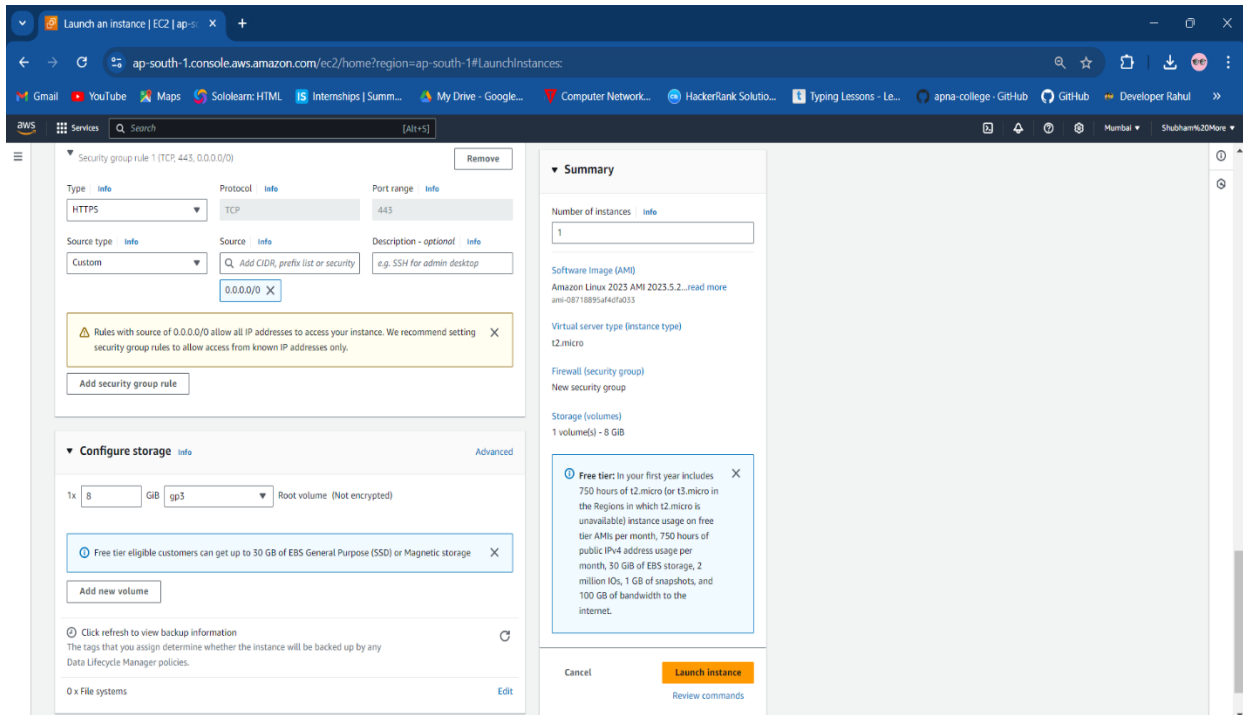 Launch an instance | EC2 | ap-s
ap-south-1.console.aws.amazon.com/ec2/home?region=ap-south-1#LaunchInstances:
Gmail YouTube Maps Sololearn: HTML Internships | Summ... My Drive - Google... Computer Network... HackerRank Solutio... Typing Lessons - Le... apna-college · GitHub GitHub Developer Rahul »
aws Services Search [Alt+S] Mumbai Shubham%20More
Security group rule 1 (TCP, 443, 0.0.0.0/0) Remove
Type Info Protocol Info Port range Info
HTTPS TCP 443
Source type Info Source Info Description - optional Info
Custom Add CIDR, prefix list or security e.g. SSH for admin desktop
0.0.0.0/0
Rules with source of 0.0.0.0/0 allow all IP addresses to access your instance. We recommend setting
security group rules to allow access from known IP addresses only.
Add security group rule
Configure storage Info Advanced
1x 8 GiB gp3 Root volume (Not encrypted)
Free tier eligible customers can get up to 30 GB of EBS General Purpose (SSD) or Magnetic storage
Add new volume
Click refresh to view backup information
The tags that you assign determine whether the instance will be backed up by any
Data Lifecycle Manager policies.
0 x File systems Edit
Summary
Number of instances Info
1
Software Image (AMI)
Amazon Linux 2023 AMI 2023.5.2...read more
ami-08718895af4dfa033
Virtual server type (instance type)
t2.micro
Firewall (security group)
New security group
Storage (volumes)
1 volume(s) - 8 GiB
Free tier: In your first year includes
750 hours of t2.micro (or t3.micro in
the Regions in which t2.micro is
unavailable) instance usage on free
tier AMIs per month, 750 hours of
public IPv4 address usage per
month, 30 GiB of EBS storage, 2
million IOs, 1 GB of snapshots, and
100 GB of bandwidth to the
internet.
Cancel Launch instance
Review commands